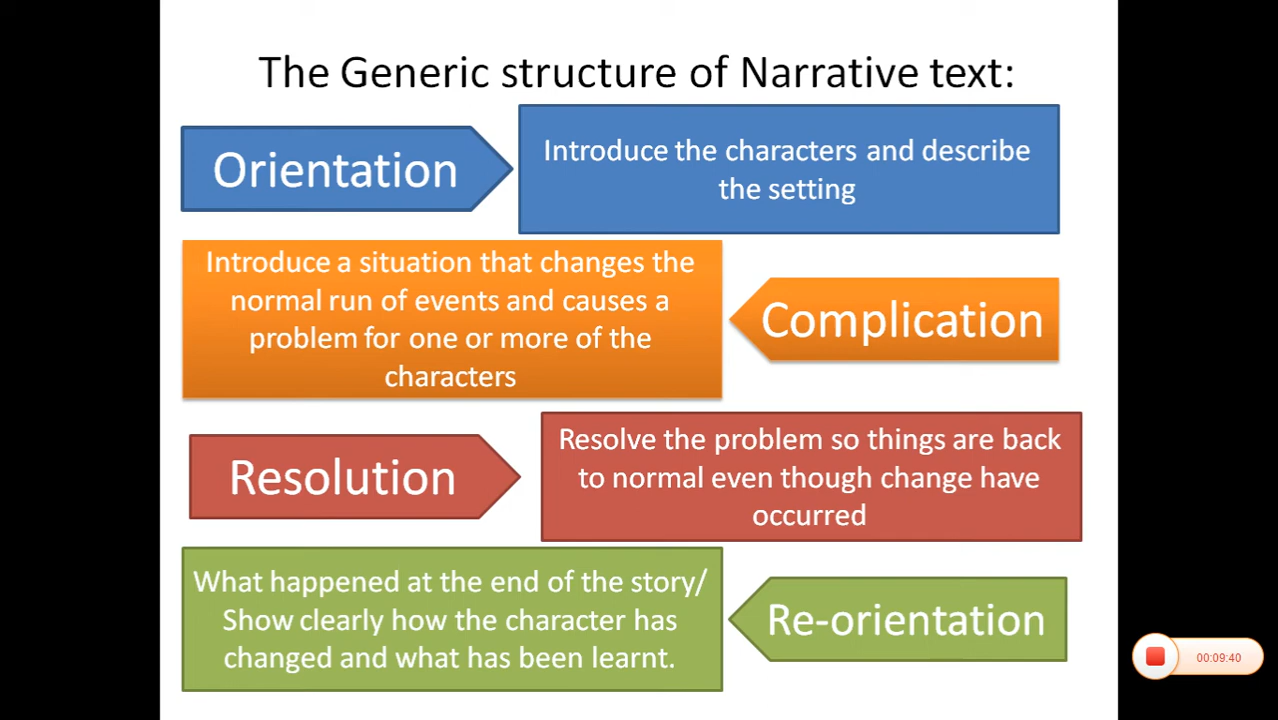 The Generic structure of Narrative text:
Orientation
Introduce the characters and describe
the setting
Introduce a situation that changes the
normal run of events and causes a
problem for one or more of the
characters
Complication
Resolution
Resolve the problem so things are back
to normal even though change have
occurred
What happened at the end of the story/
Show clearly how the character has
changed and what has been learnt.
Re-orientation
00:09:40